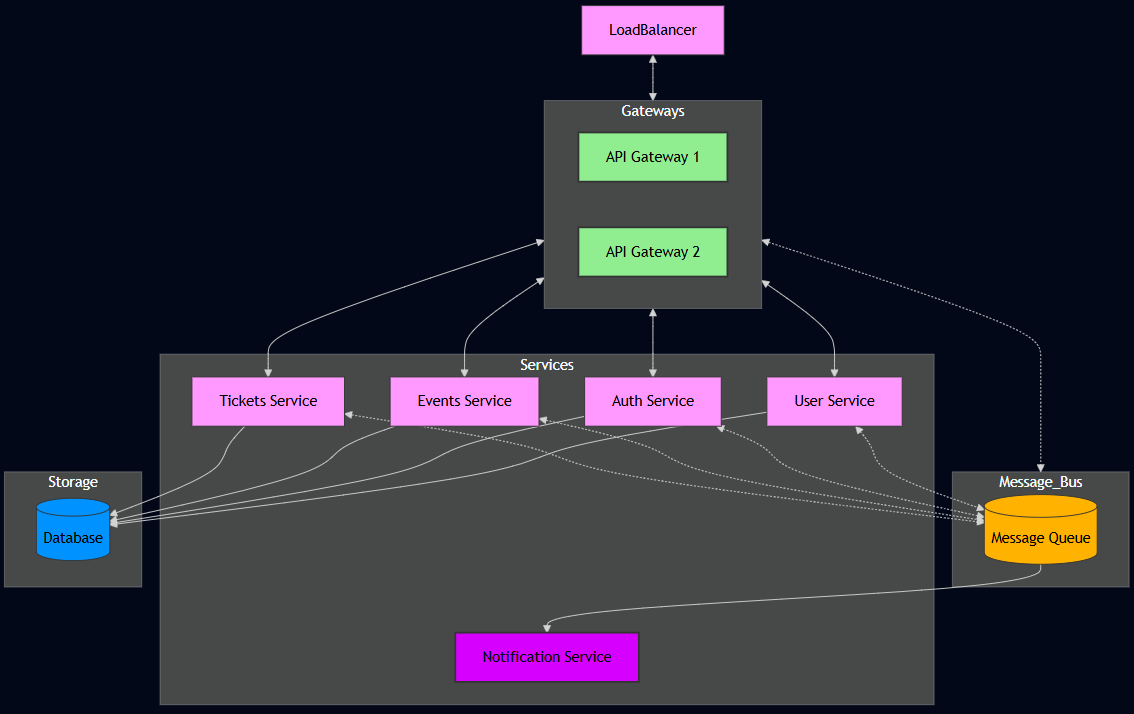 LoadBalancer
Gateways
API Gateway 1
API Gateway 2
Services
Tickets Service
Events Service
Auth Service
User Service
Storage
Database
Message_Bus
Message Queue
Notification Service